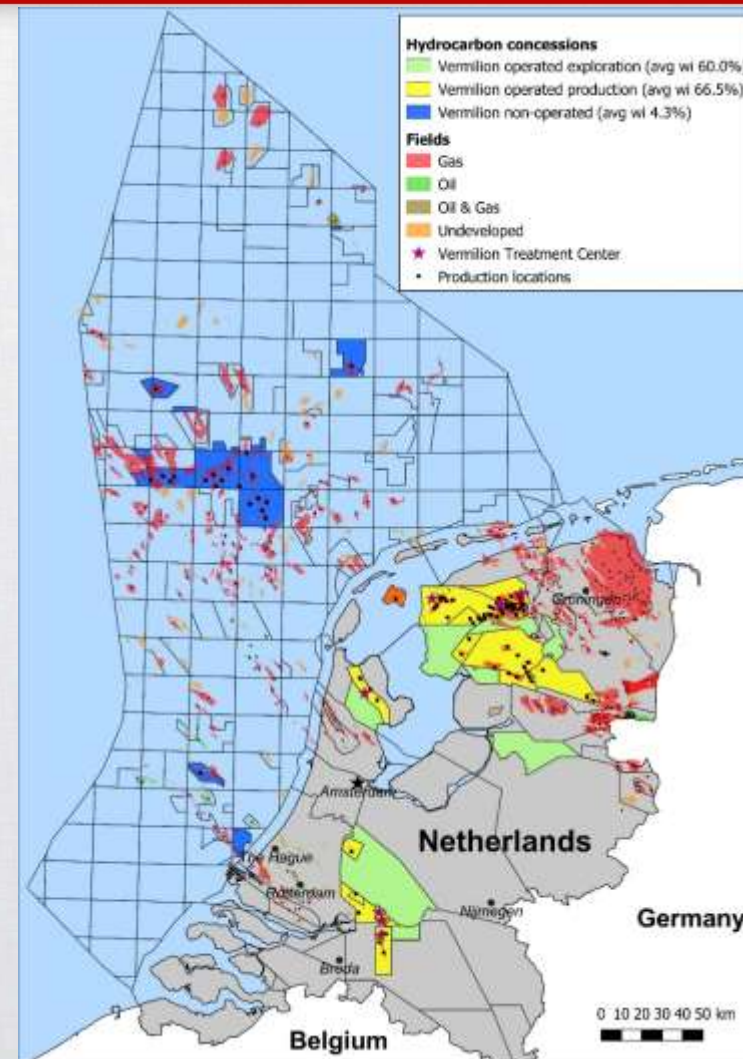 Hydrocarbon concessions
Vermilion operated exploration (avg wi 60.0%
Vermilion operated production (avg wi 66.5%)
Vermilion non-operated (avg wi 4.3%)
Fields
Gas
Oil
Oil & Gas
Undeveloped
Vermilion Treatment Center
Production locations
Groningen
Amsterdam
Netherlands
The Hague
Rotterdam
Nijmegen
Germany
Breda
0 10 20 30 40 50 km
Belgium